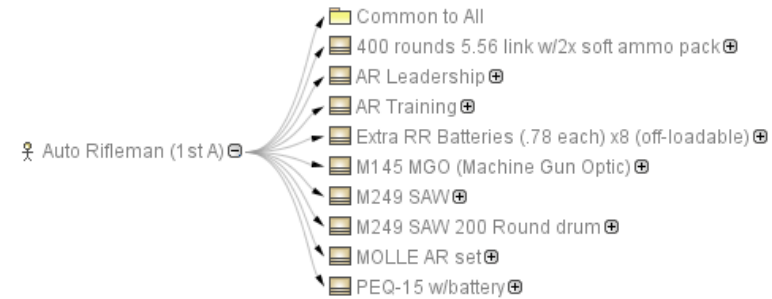 Common to All
400 rounds 5.56 link w/2x soft ammo pack
AR Leadership
AR Training
Extra RR Batteries (.78 each) x8 (off-loadable)
Auto Rifleman (1st A)
M145 MGO (Machine Gun Optic)
M249 SAW
M249 SAW 200 Round drum
MOLLE AR set
PEQ-15 w/battery